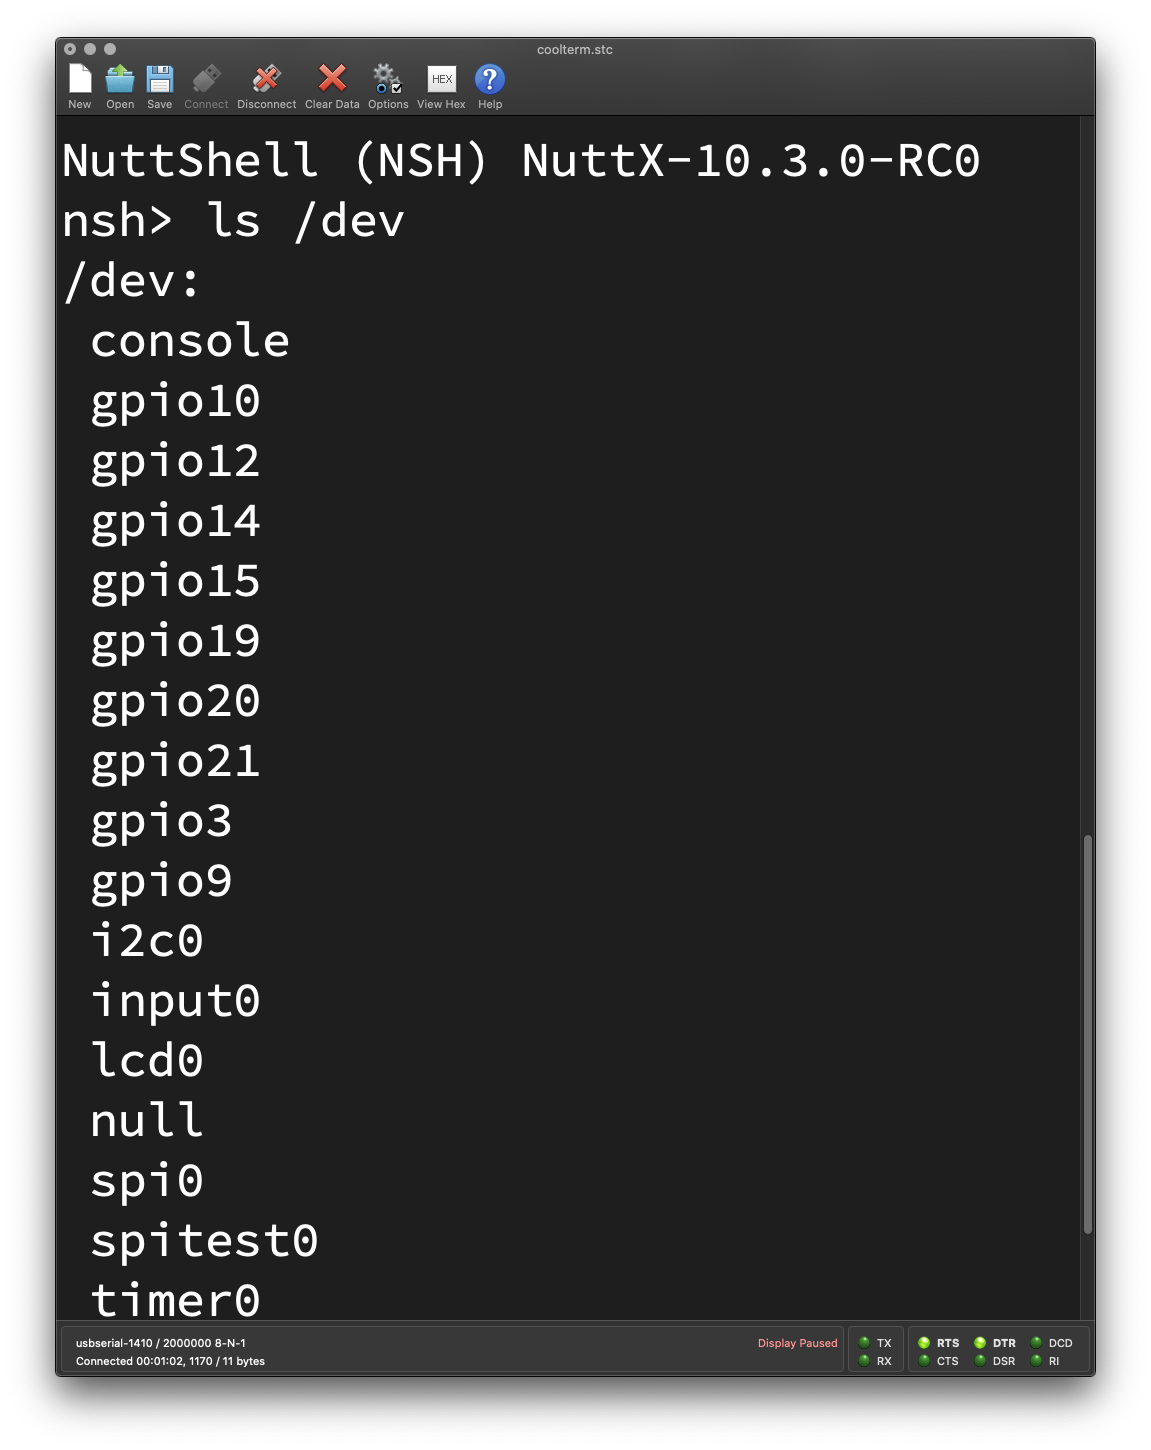 coolterm.stc
New Open Save Connect Disconnect Clear Data Options View Hex Help
HEX
?
NuttShell (NSH) NuttX-10.3.0-RC0
nsh> ls /dev
/dev:
console
gpio10
gpio12
gpio14
gpio15
gpio19
gpio20
gpio21
gpio3
gpio9
i2c0
input0
lcd0
null
spi0
spitest0
timer0
usbserial-1410 / 2000000 8-N-1
Connected 00:01:02, 1170 / 11 bytes
Display Paused
TX RTS DTR DCD
RX CTS DSR RI